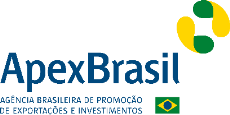 ApexBrasil
AGÊNCIA BRASILEIRA DE PROMOÇÃO
DE EXPORTAÇÕES E INVESTIMENTOS